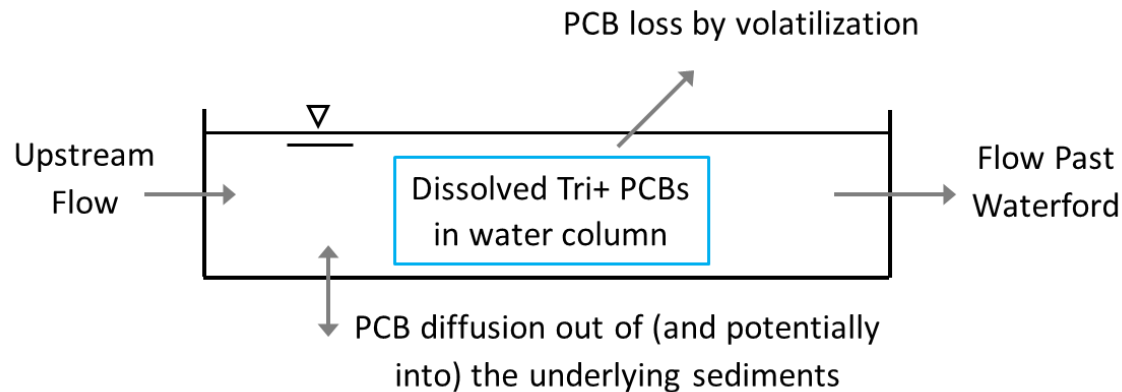 PCB loss by volatilization
Upstream
Flow
Dissolved Tri+ PCBs
in water column
Flow Past
Waterford
PCB diffusion out of (and potentially
into) the underlying sediments